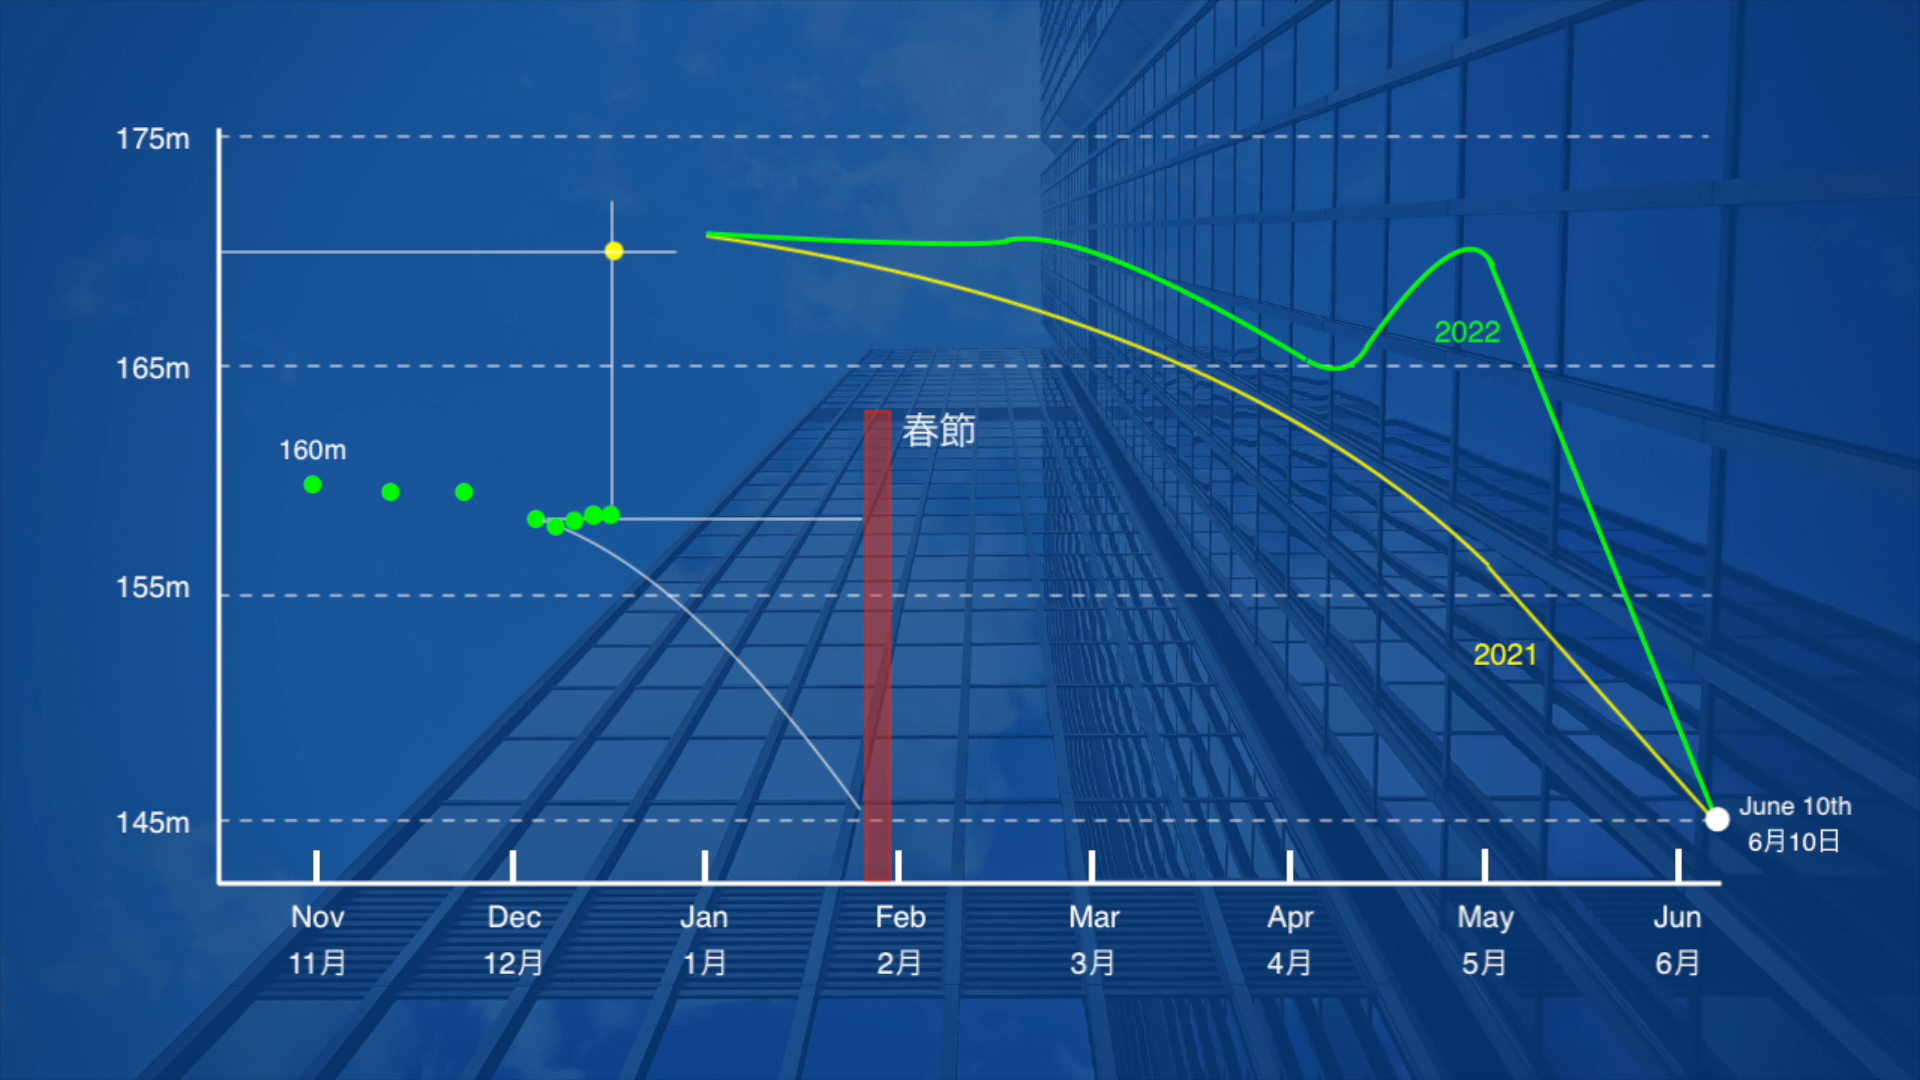 175m
165m
160m
155m
145m
春節
2022
2021
June 10th
6月10日
Nov Dec Jan Feb Mar Apr May Jun
11月 12月 1月 2月 3月 4月 5月 6月